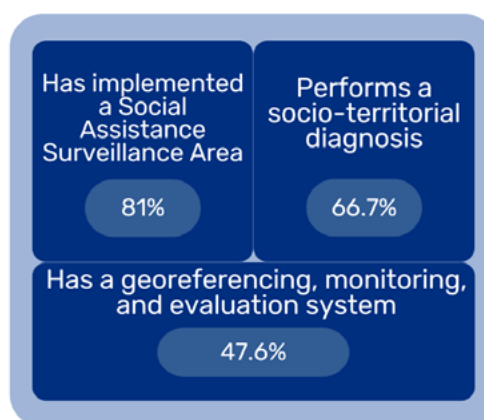 Has implemented
a Social
Assistance
Surveillance Area
81%
Performs a
socio-territorial
diagnosis
66.7%
Has a georeferencing, monitoring,
and evaluation system
47.6%